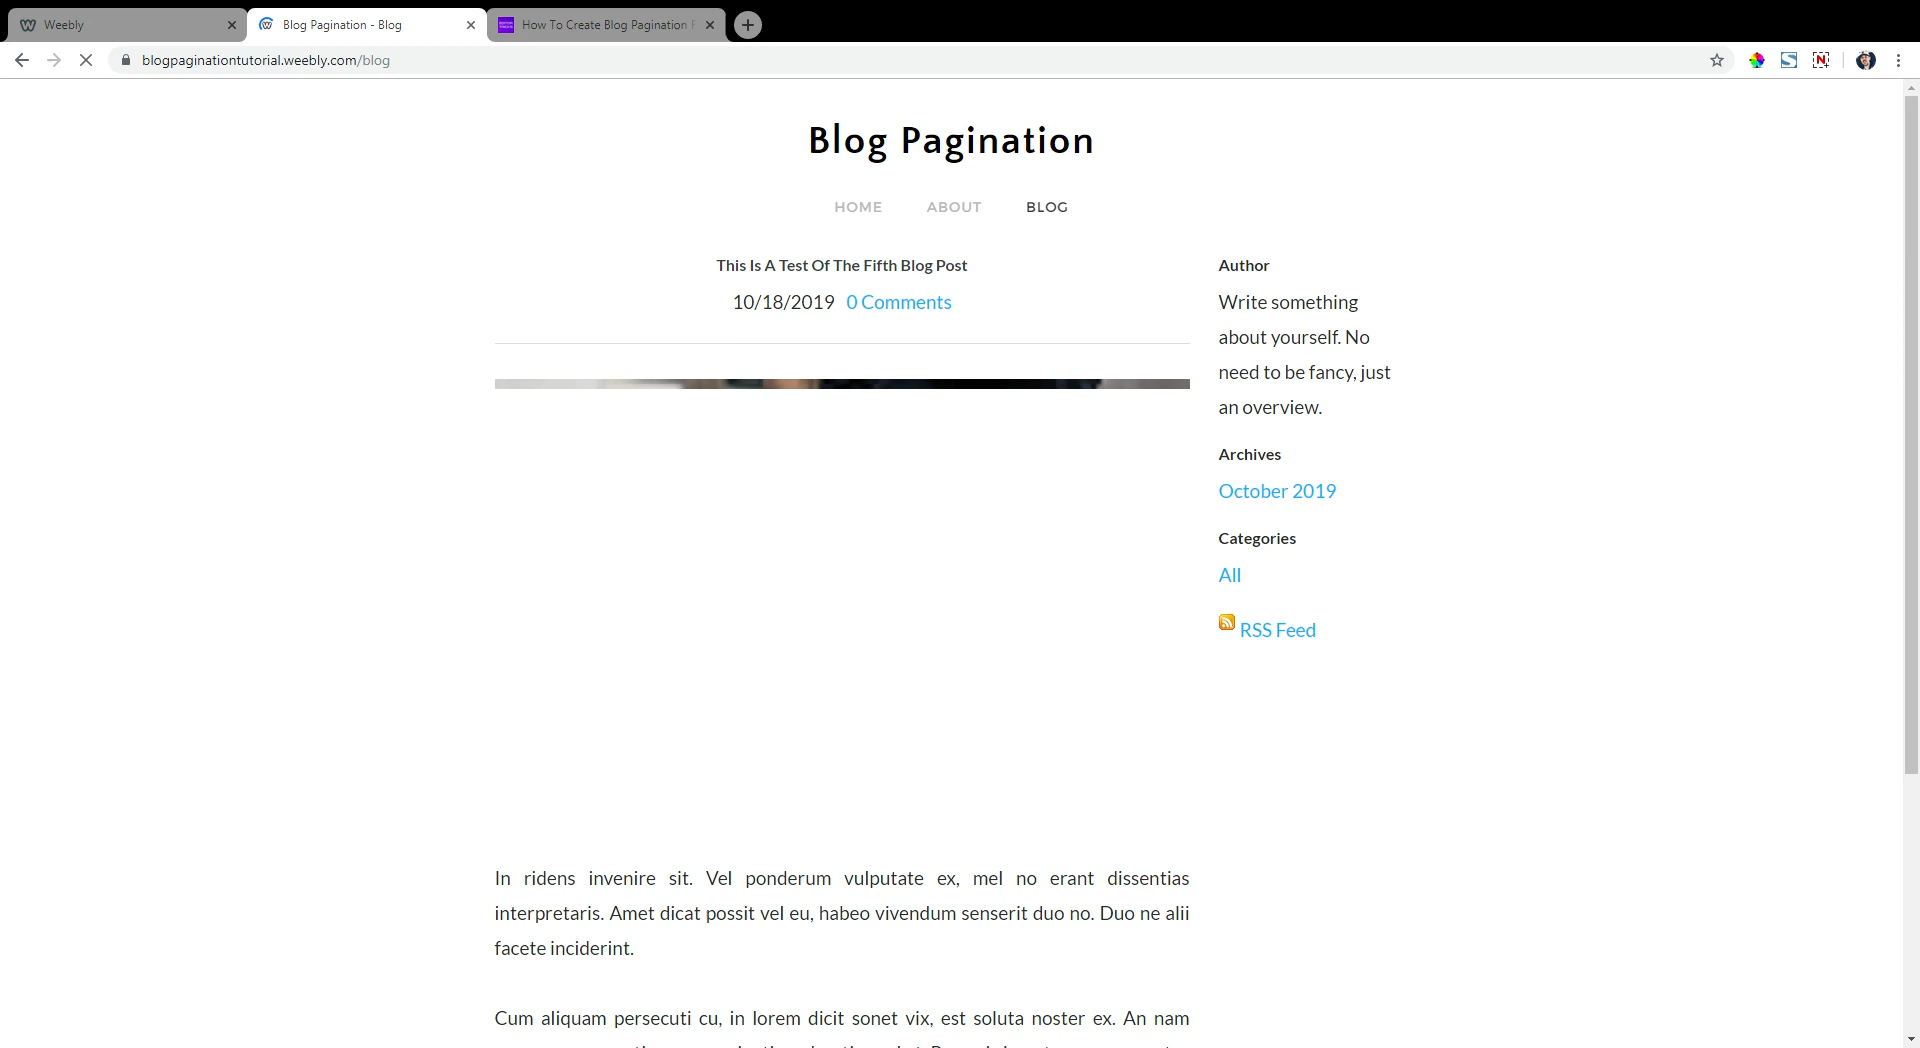 Weebly
Blog Pagination - Blog
How To Create Blog Pagination
blogpaginationtutorial.weebly.com/blog
Blog Pagination
HOME ABOUT BLOG
This Is A Test Of The Fifth Blog Post
10/18/2019 0 Comments
In ridens invenire sit. Vel ponderum vulputate ex, mel no erant dissentias
interpretaris. Amet dicat possit vel eu, habeo vivendum senserit duo no. Duo ne alii
facete inciderint.
Cum aliquam persecuti cu, in lorem dicit sonet vix, est soluta noster ex. An nam
Author
Write something
about yourself. No
need to be fancy, just
an overview.
Archives
October 2019
Categories
All
RSS Feed